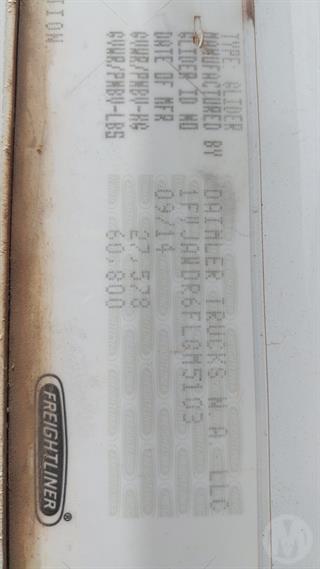 TYPE GLIDER
MANUFACTURED BY DAIMLER TRUCKS N.A. LLC
GLIDER ID NO 1FVJANDR6FLGM5103
DATE OF MFR 09/14
GVWR/PNBV-KG 27,578
GVWR/PNBV-LBS 60,800
FREIGHTLINER ®